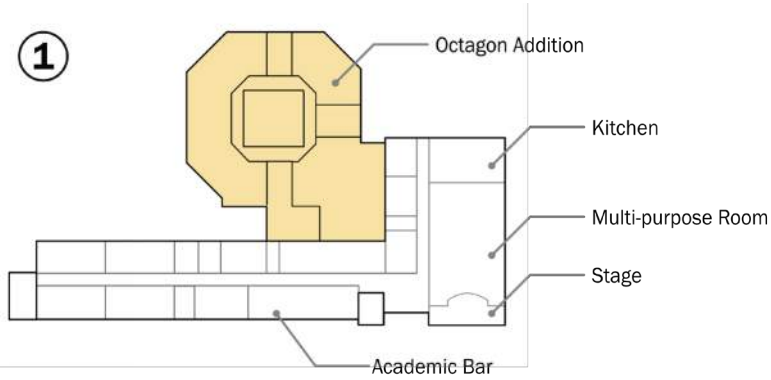 1
Octagon Addition
Kitchen
Multi-purpose Room
Stage
Academic Bar